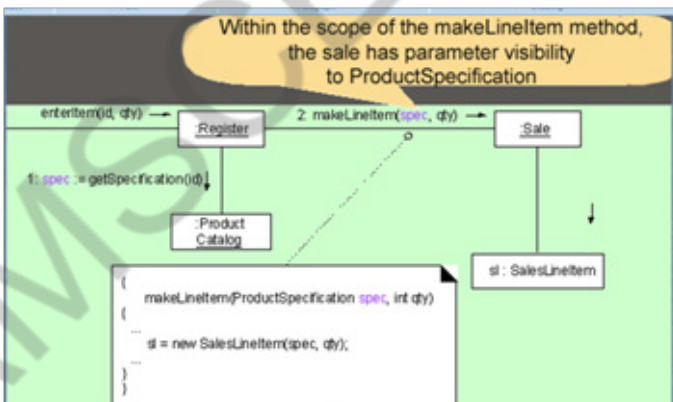 Within the scope of the makeLineItem method,
the sale has parameter visibility
to ProductSpecification
enterItem(id, qty)
2: makeLineItem(spec, qty)
:Register
:Sale
1: spec := getSpecification(id)
:Product
Catalog
sl : SalesLineItem
{
makeLineItem(ProductSpecification spec, int qty)
{
...
sl = new SalesLineItem(spec, qty);
...
}
}